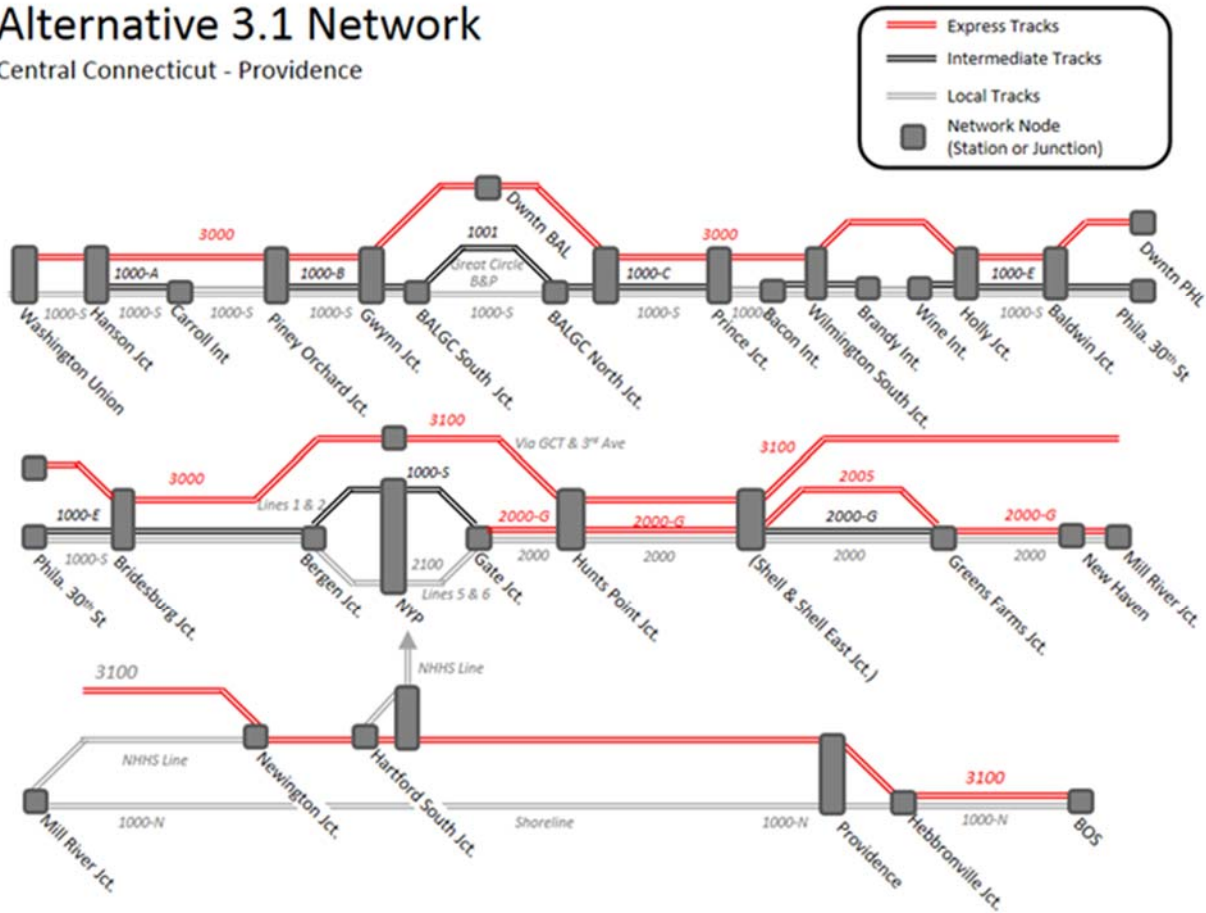 Alternative 3.1 Network
Central Connecticut - Providence
Express Tracks
Intermediate Tracks
Local Tracks
Network Node
(Station or Junction)
3000
1001
3000
Great Circle
B&P
1000-A
1000-B
1000-C
1000-E
1000-S
1000-S
1000-S
1000-S
1000-S
1000-S
1000
1000-S
Washington Union
Hanson Jct
Carroll Int
Piney Orchard Jct.
Gwynn Jct.
BALGC South Jct.
Dwntn BAL
BALGC North Jct.
Prince Jct.
Bacon Int.
Wilmington South Jct.
Brandy Int.
Wine Int.
Holly Jct.
Baldwin Jct.
Dwntn PHL
Phila. 30th St
3100
Via GCT & 3rd Ave
3100
3000
1000-S
2005
Lines 1 & 2
1000-E
2000-G
2000-G
2000-G
2000-G
1000-S
2100
2000
2000
2000
2000
Lines 5 & 6
Phila. 30th St
Bridesburg Jct.
Bergen Jct.
NYP
Gate Jct.
Hunts Point Jct.
(Shell & Shell East Jct.)
Greens Farms Jct.
New Haven
Mill River Jct.
3100
NHHS Line
NHHS Line
3100
1000-N
Shoreline
1000-N
1000-N
Mill River Jct.
Newington Jct.
Hartford South Jct.
Providence
Hebbronville Jct.
BOS